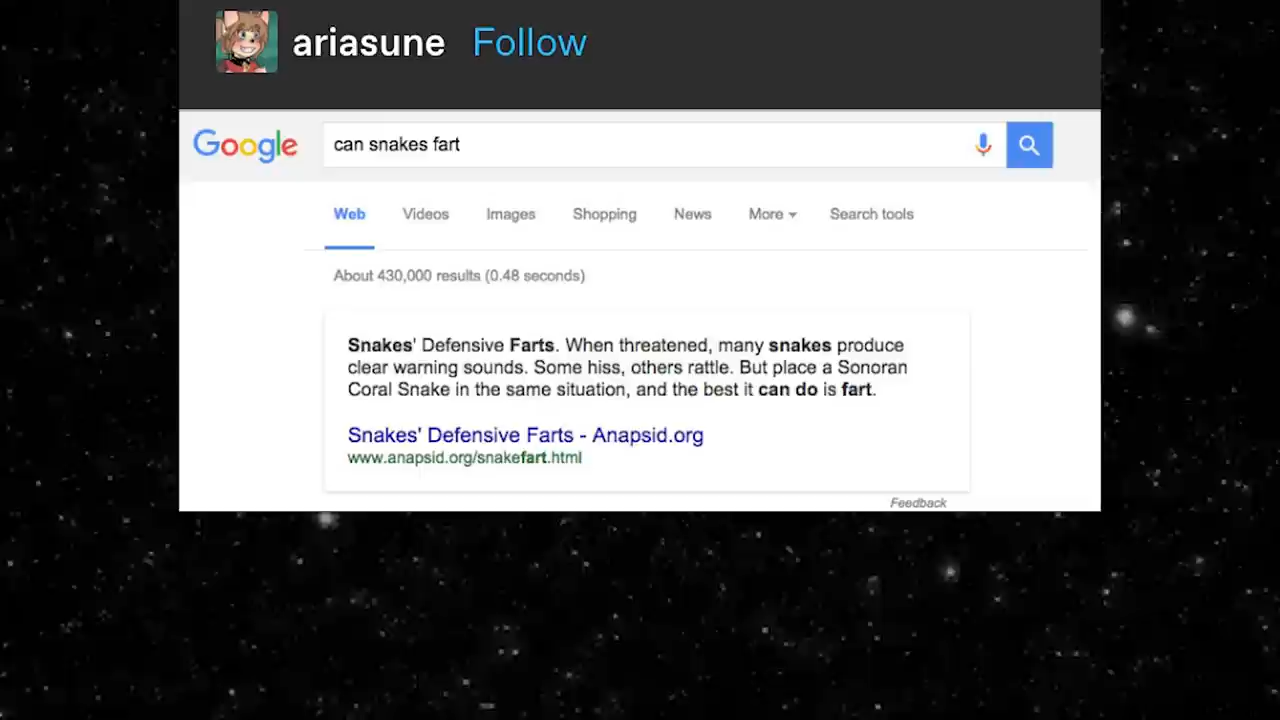 ariasune Follow
Google can snakes fart
Web Videos Images Shopping News More Search tools
About 430,000 results (0.48 seconds)
Snakes' Defensive Farts. When threatened, many snakes produce
clear warning sounds. Some hiss, others rattle. But place a Sonoran
Coral Snake in the same situation, and the best it can do is fart.
Snakes' Defensive Farts - Anapsid.org
www.anapsid.org/snakefart.html
Feedback